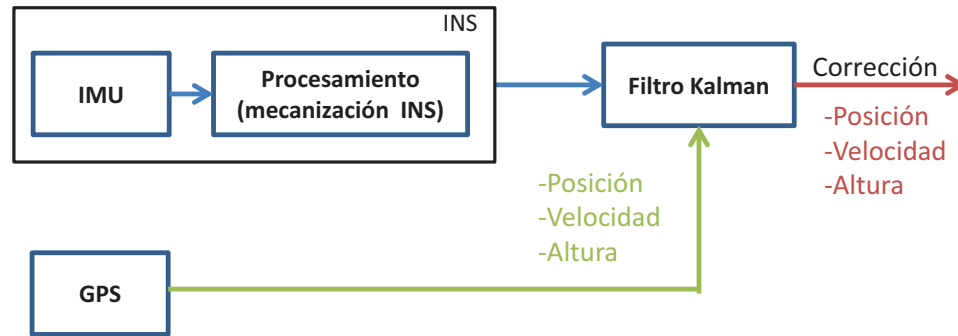 INS
IMU
Procesamiento
(mecanización INS)
Filtro Kalman
Corrección
-Posición
-Velocidad
-Altura
-Posición
-Velocidad
-Altura
GPS